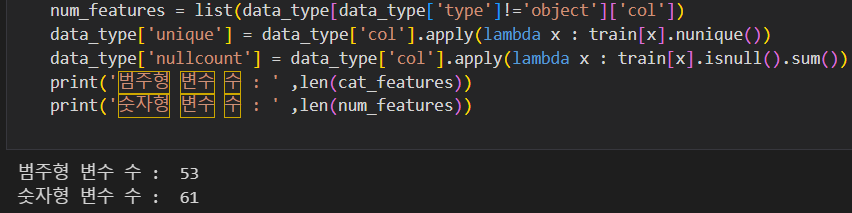 num_features = list(data_type[data_type['type']!='object']['col'])
data_type['unique'] = data_type['col'].apply(lambda x : train[x].nunique())
data_type['nullcount'] = data_type['col'].apply(lambda x : train[x].isnull().sum())
print('범주형 변수 수 : ' ,len(cat_features))
print('숫자형 변수 수 : ' ,len(num_features))
범주형 변수 수 :  53
숫자형 변수 수 :  61